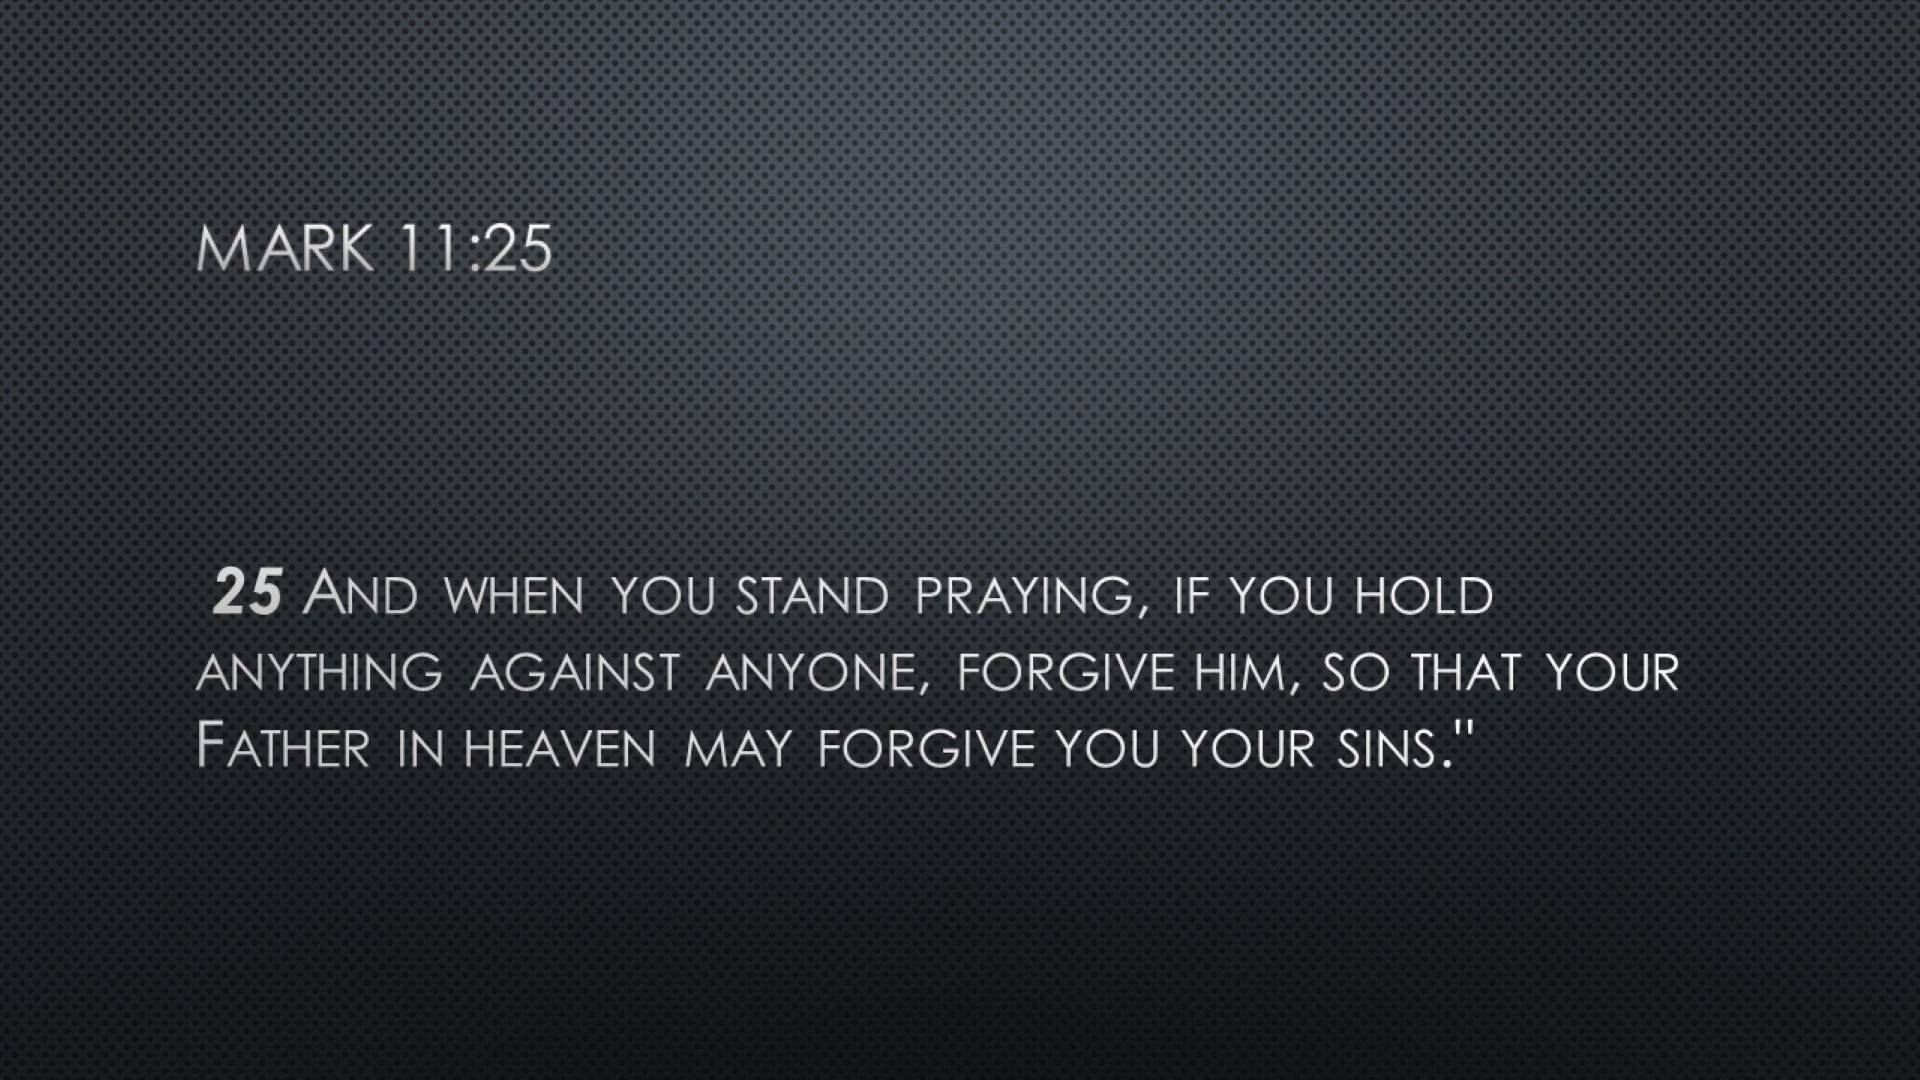 MARK 11:25
25 And when you stand praying, if you hold
anything against anyone, forgive him, so that your
Father in heaven may forgive you your sins."